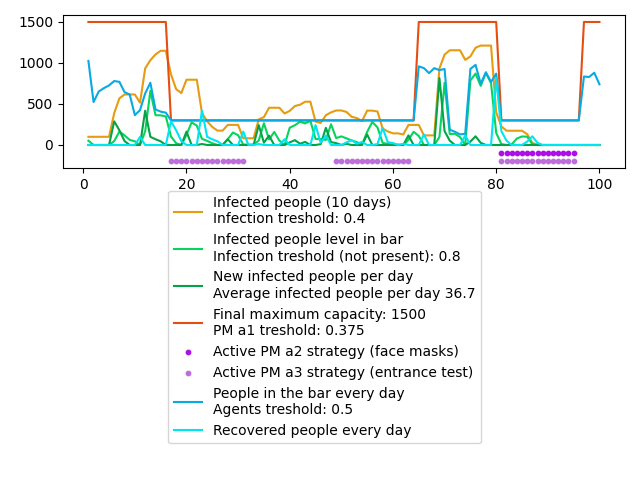 1500
1000
500
0
0 20 40 60 80 100
Infected people (10 days)
Infection treshold: 0.4
Infected people level in bar
Infection treshold (not present): 0.8
New infected people per day
Average infected people per day 36.7
Final maximum capacity: 1500
PM a1 treshold: 0.375
Active PM a2 strategy (face masks)
Active PM a3 strategy (entrance test)
People in the bar every day
Agents treshold: 0.5
Recovered people every day